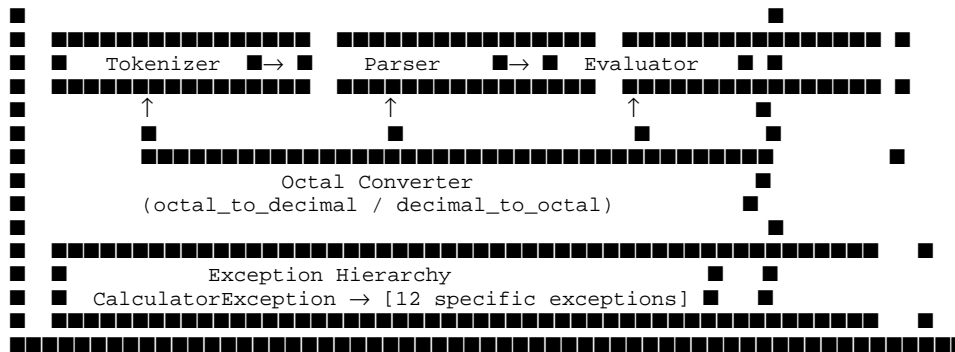 Tokenizer → Parser → Evaluator
↑ ↑ ↑
Octal Converter
(octal_to_decimal / decimal_to_octal)
Exception Hierarchy
CalculatorException → [12 specific exceptions]